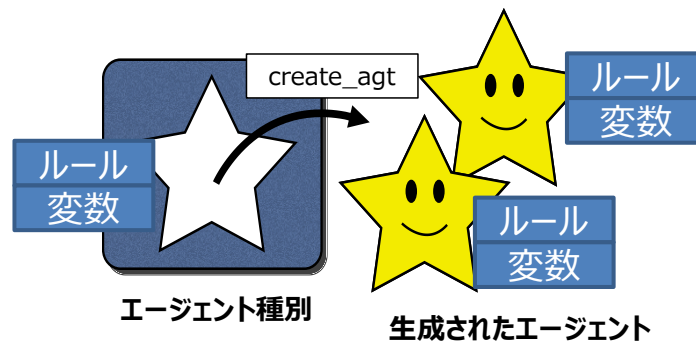 create_agt
ルール
変数
ルール
変数
ルール
変数
エージェント種別
生成されたエージェント